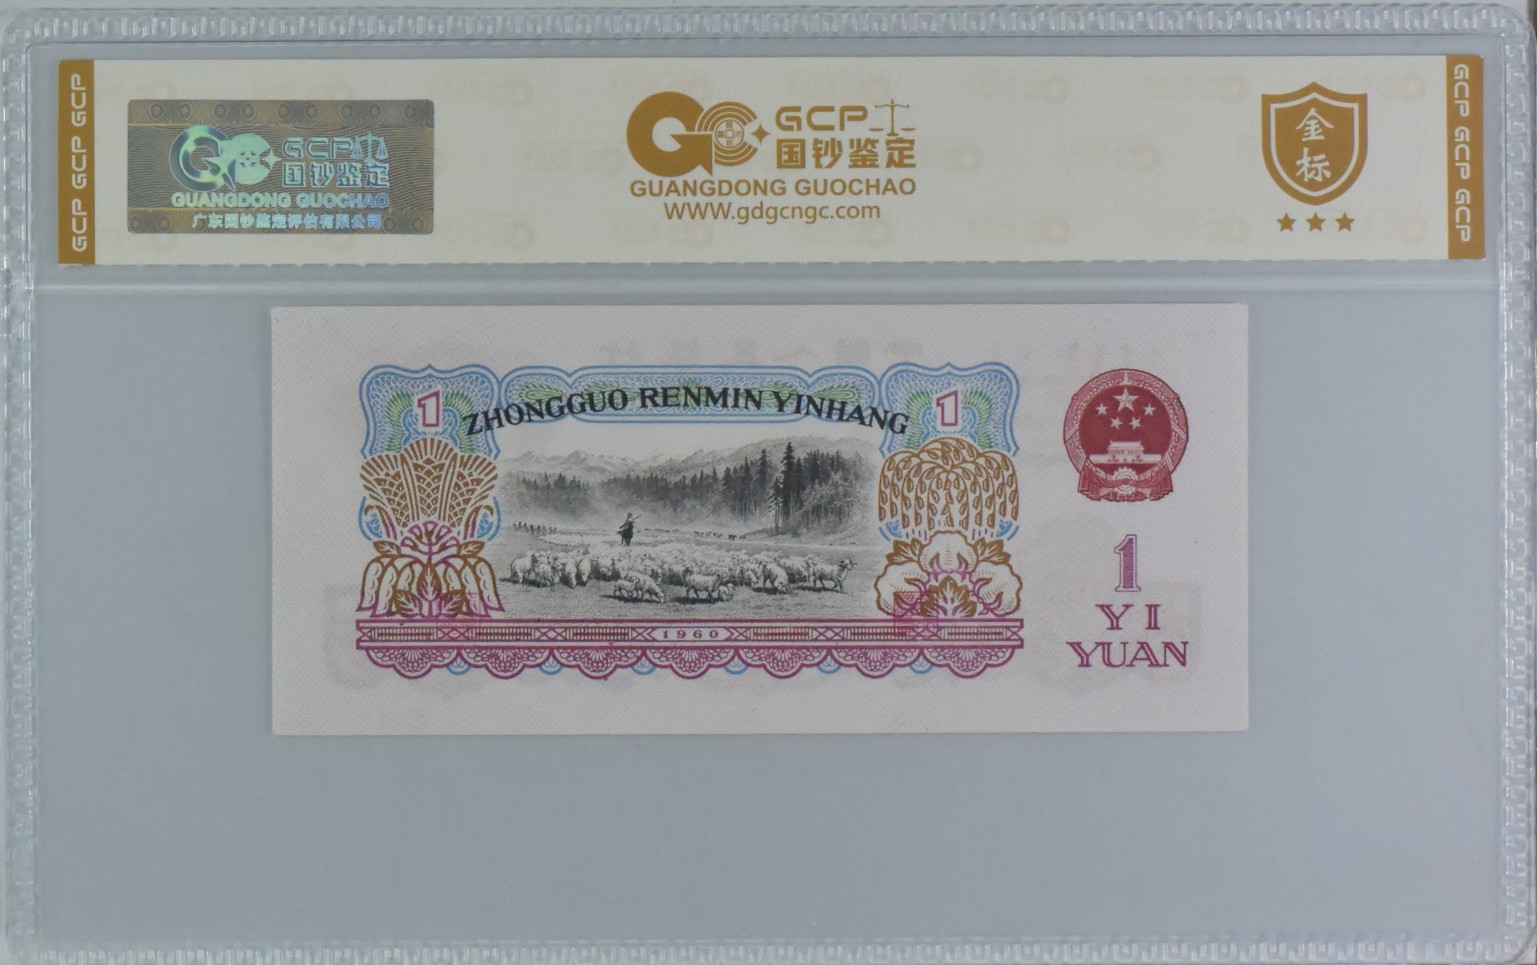 GCP GCP GCP
GCP
国钞鉴定
GUANGDONG GUOCHAO
广东国钞鉴定评估有限公司
GCP
国钞鉴定
GUANGDONG GUOCHAO
WWW.gdgcngc.com
金标
GCP GCP GCP
1
ZHONGGUO RENMIN YINHANG
1
1960
1
YI
YUAN